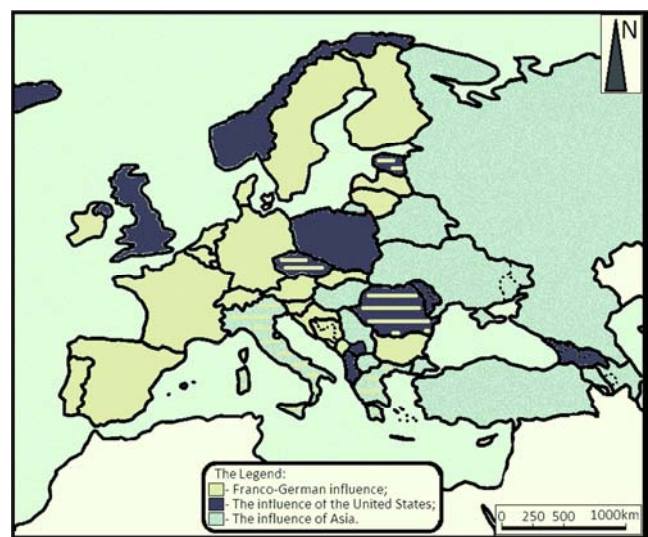 N
The Legend:
- Franco-German influence;
- The influence of the United States;
- The influence of Asia.
0 250 500 1000km